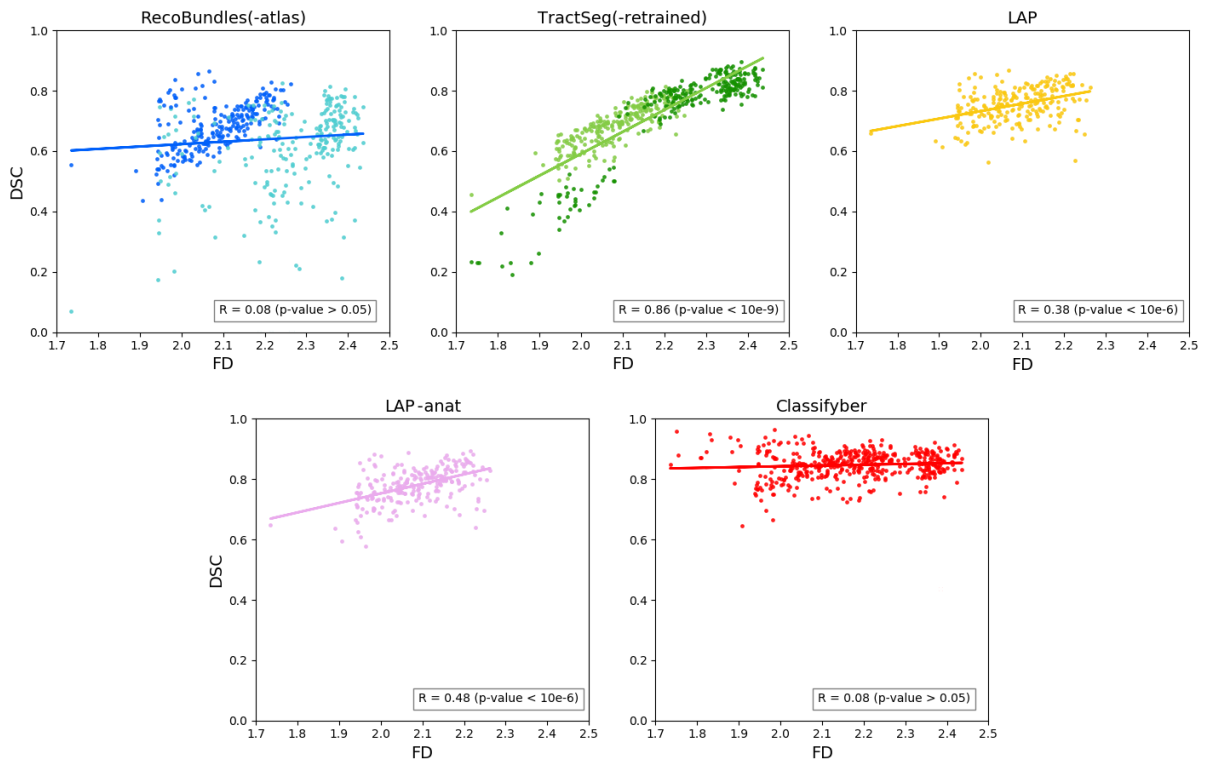 RecoBundles(-atlas)
TractSeg(-retrained)
LAP
1.0
0.8
0.6
0.4
0.2
0.0
DSC
R = 0.08 (p-value > 0.05)
1.7 1.8 1.9 2.0 2.1 2.2 2.3 2.4 2.5
FD
1.0
0.8
0.6
0.4
0.2
0.0
R = 0.86 (p-value < 10e-9)
1.7 1.8 1.9 2.0 2.1 2.2 2.3 2.4 2.5
FD
1.0
0.8
0.6
0.4
0.2
0.0
R = 0.38 (p-value < 10e-6)
1.7 1.8 1.9 2.0 2.1 2.2 2.3 2.4 2.5
FD
LAP-anat
Classifyber
1.0
0.8
0.6
0.4
0.2
0.0
DSC
R = 0.48 (p-value < 10e-6)
1.7 1.8 1.9 2.0 2.1 2.2 2.3 2.4 2.5
FD
1.0
0.8
0.6
0.4
0.2
0.0
R = 0.08 (p-value > 0.05)
1.7 1.8 1.9 2.0 2.1 2.2 2.3 2.4 2.5
FD